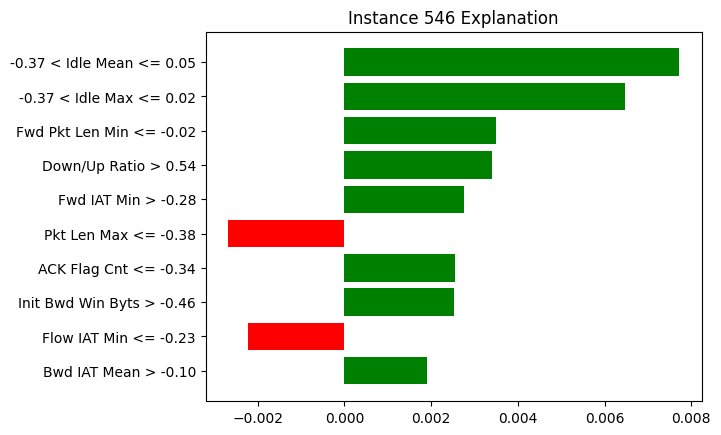 Instance 546 Explanation
-0.37 < Idle Mean <= 0.05
-0.37 < Idle Max <= 0.02
Fwd Pkt Len Min <= -0.02
Down/Up Ratio > 0.54
Fwd IAT Min > -0.28
Pkt Len Max <= -0.38
ACK Flag Cnt <= -0.34
Init Bwd Win Byts > -0.46
Flow IAT Min <= -0.23
Bwd IAT Mean > -0.10
−0.002 0.000 0.002 0.004 0.006 0.008